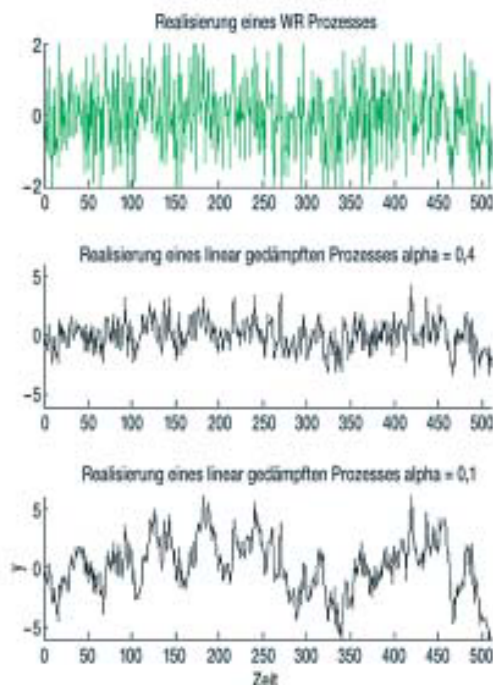 Realisierung eines WR Prozesses
2
0
−2
0 50 100 150 200 250 300 350 400 450 500
Realisierung eines linear gedämpften Prozesses alpha = 0,4
5
0
−5
0 50 100 150 200 250 300 350 400 450 500
Realisierung eines linear gedämpften Prozesses alpha = 0,1
5
Y
0
−5
0 50 100 150 200 250 300 350 400 450 500
Zeit